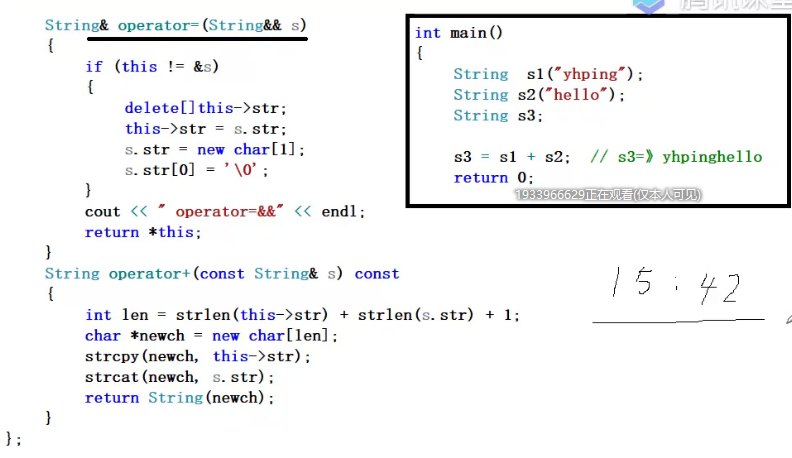 String& operator=(String&& s)
{
if (this != &s)
{
delete[]this->str;
this->str = s.str;
s.str = new char[1];
s.str[0] = '\0';
}
cout << " operator=&&" << endl;
return *this;
}
String operator+(const String& s) const
{
int len = strlen(this->str) + strlen(s.str) + 1;
char *newch = new char[len];
strcpy(newch, this->str);
strcat(newch, s.str);
return String(newch);
}
};
int main()
{
String s1("yhping");
String s2("hello");
String s3;
s3 = s1 + s2; // s3=》yhpinghello
return 0;
1933966629正在观看(仅本人可见)
15:42